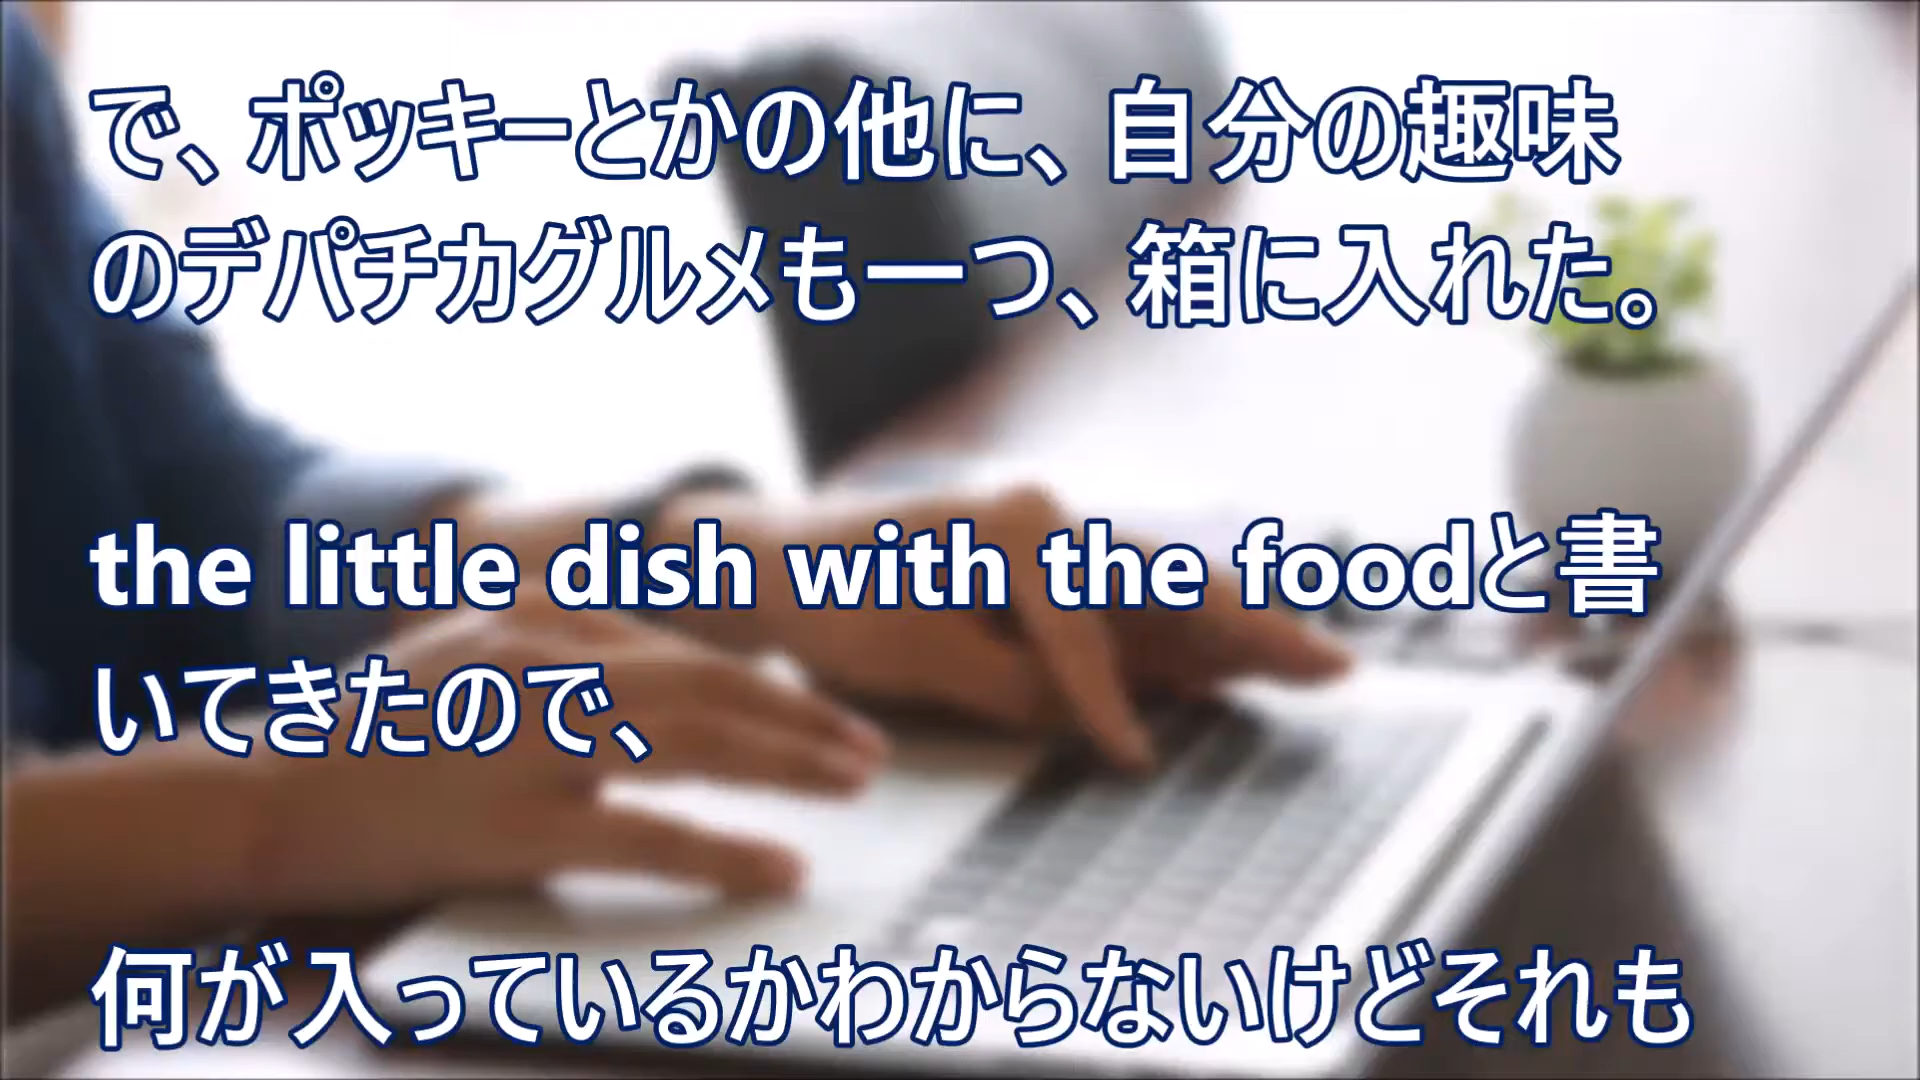 で、ポッキーとかの他に、自分の趣味
のデパチカグルメも一つ、箱に入れた。
the little dish with the foodと書
いてきたので、
何が入っているかわからないけどそれも